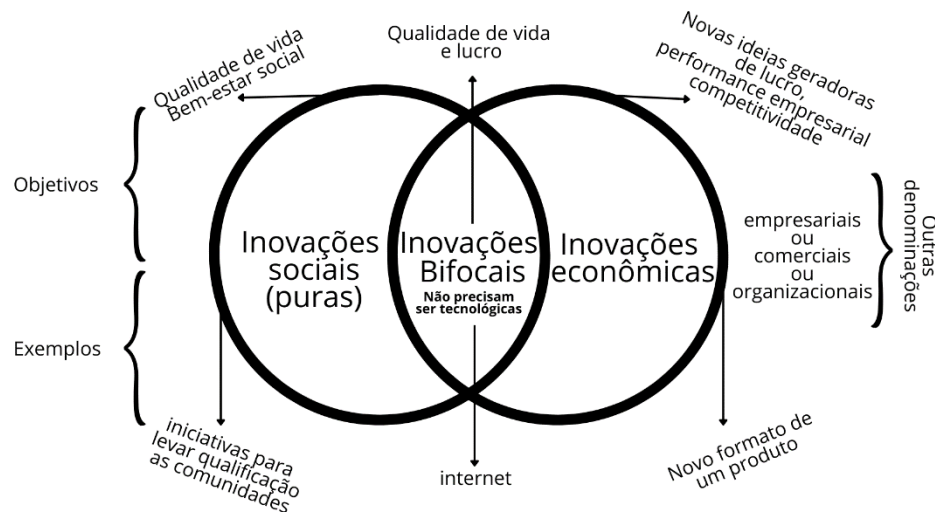 Qualidade de vida
Bem-estar social
Qualidade de vida
e lucro
Novas ideias geradoras
de lucro,
performance empresarial
competitividade
Objetivos
Exemplos
Inovações
sociais
(puras)
Inovações
Bifocais
Não precisam
ser tecnológicas
Inovações
econômicas
empresariais
ou
comerciais
ou
organizacionais
Outras
denominações
iniciativas para
levar qualificação
as comunidades
internet
Novo formato de
um produto